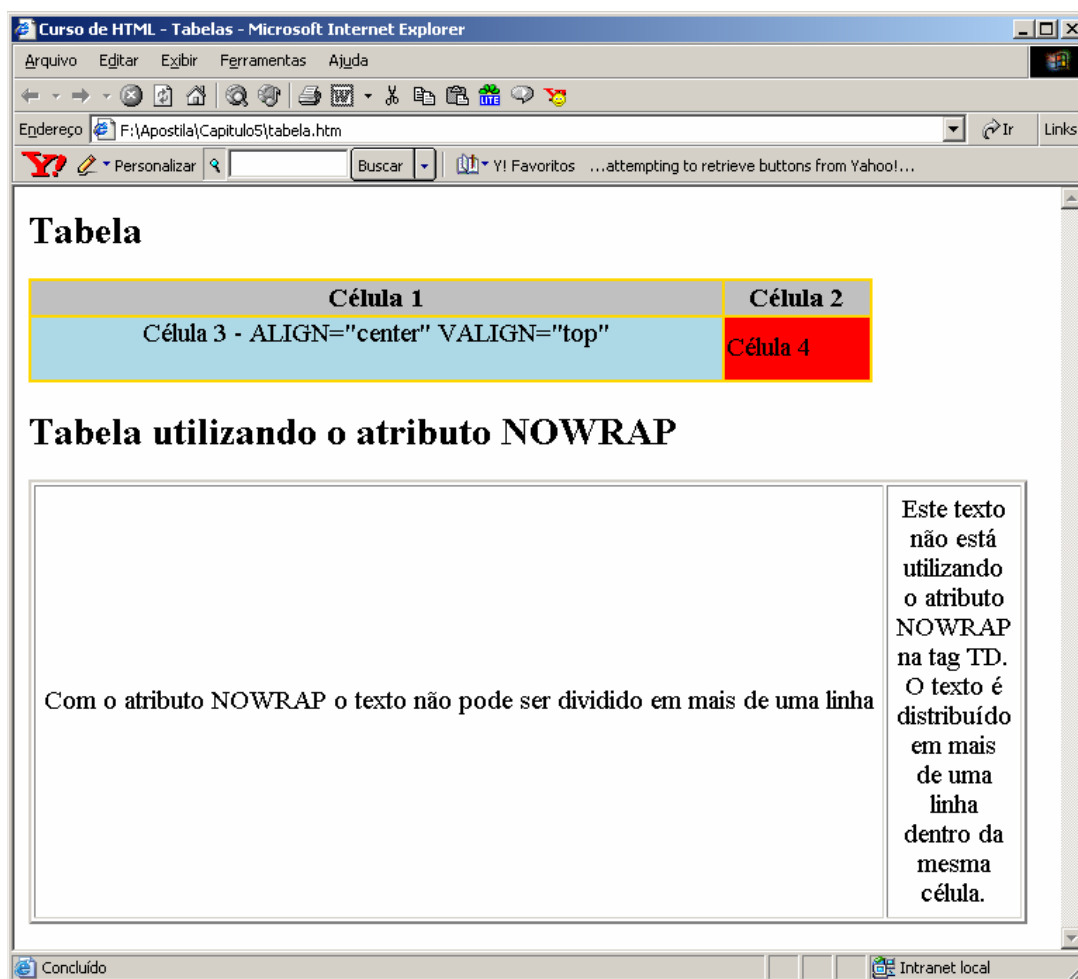 Curso de HTML - Tabelas - Microsoft Internet Explorer
Arquivo Editar Exibir Ferramentas Ajuda
Endereço F:\Apostila\Capitulo5\tabela.htm Ir Links
Y! Personalizar Buscar Y! Favoritos ...attempting to retrieve buttons from Yahoo!...
Tabela
Célula 1 Célula 2
Célula 3 - ALIGN="center" VALIGN="top"
Célula 4
Tabela utilizando o atributo NOWRAP
Com o atributo NOWRAP o texto não pode ser dividido em mais de uma linha
Este texto
não está
utilizando
o atributo
NOWRAP
na tag TD.
O texto é
distribuído
em mais
de uma
linha
dentro da
mesma
célula.
Concluído Intranet local